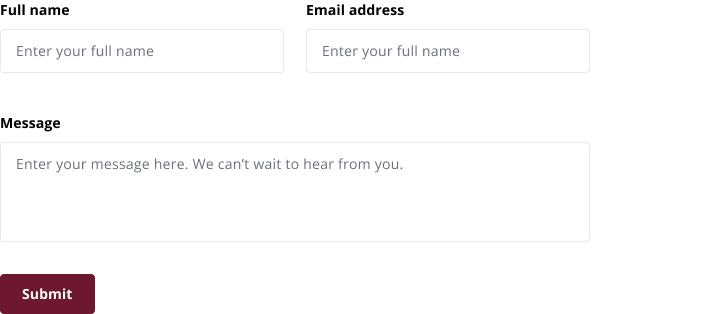 Full name
Email address
Enter your full name
Enter your full name
Message
Enter your message here. We can't wait to hear from you.
Submit